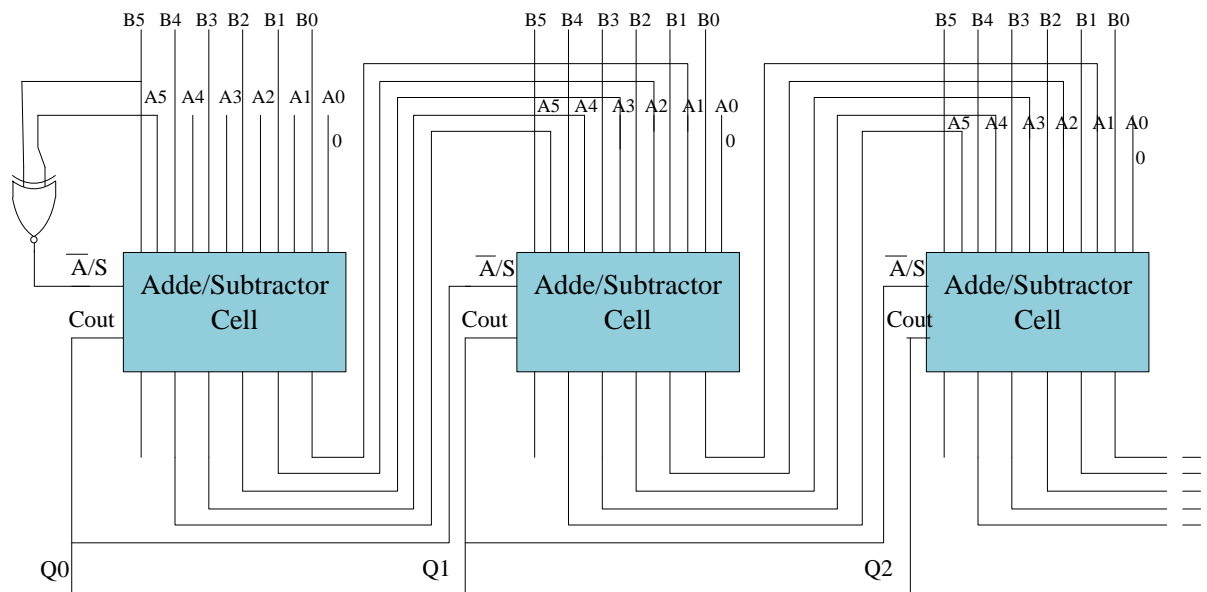 B5 B4 B3 B2 B1 B0 B5 B4 B3 B2 B1 B0 B5 B4 B3 B2 B1 B0
A5 A4 A3 A2 A1 A0 A5 A4 A3 A2 A1 A0 A5 A4 A3 A2 A1 A0
0 0 0
A̅/S A̅/S A̅/S
Adde/Subtractor Adde/Subtractor Adde/Subtractor
Cout Cell Cout Cell Cout Cell
Q0 Q1 Q2